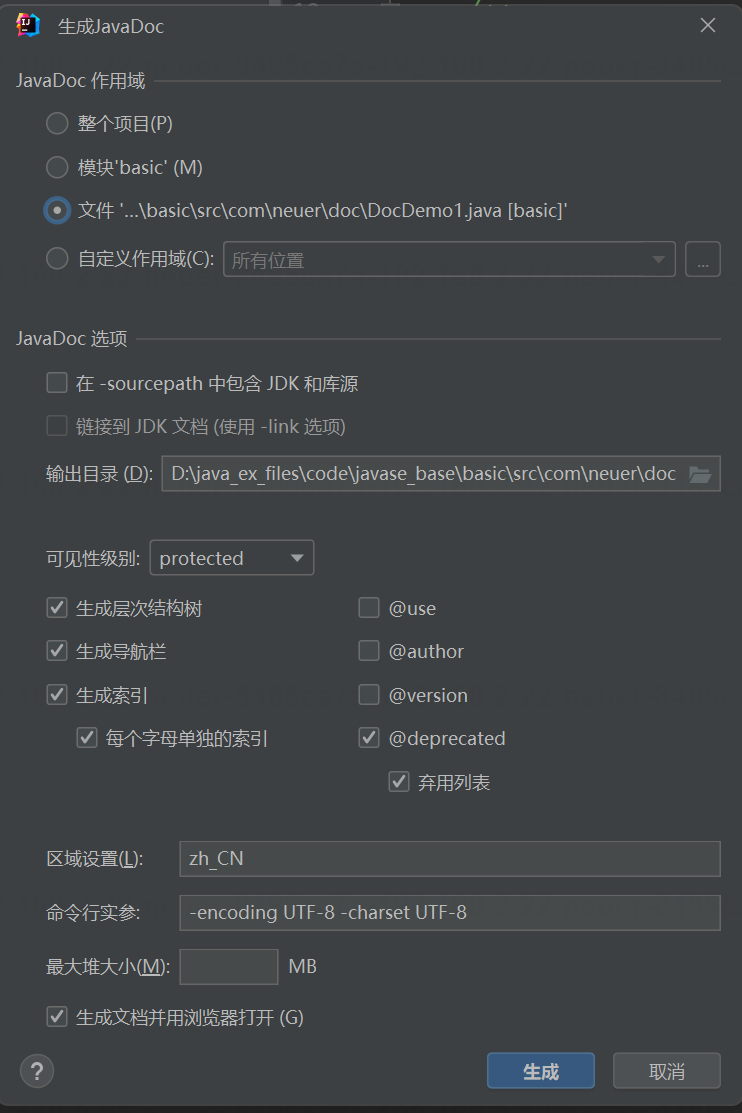 生成JavaDoc
JavaDoc 作用域
整个项目(P)
模块'basic' (M)
文件 '...\basic\src\com\neuer\doc\DocDemo1.java [basic]'
自定义作用域(C): 所有位置 ...
JavaDoc 选项
在 -sourcepath 中包含 JDK 和库源
链接到 JDK 文档 (使用 -link 选项)
输出目录 (D): D:\java_ex_files\code\javase_base\basic\src\com\neuer\doc
可见性级别: protected
生成层次结构树 @use
生成导航栏 @author
生成索引 @version
每个字母单独的索引 @deprecated
弃用列表
区域设置(L): zh_CN
命令行实参: -encoding UTF-8 -charset UTF-8
最大堆大小(M): MB
生成文档并用浏览器打开 (G)
? 生成 取消